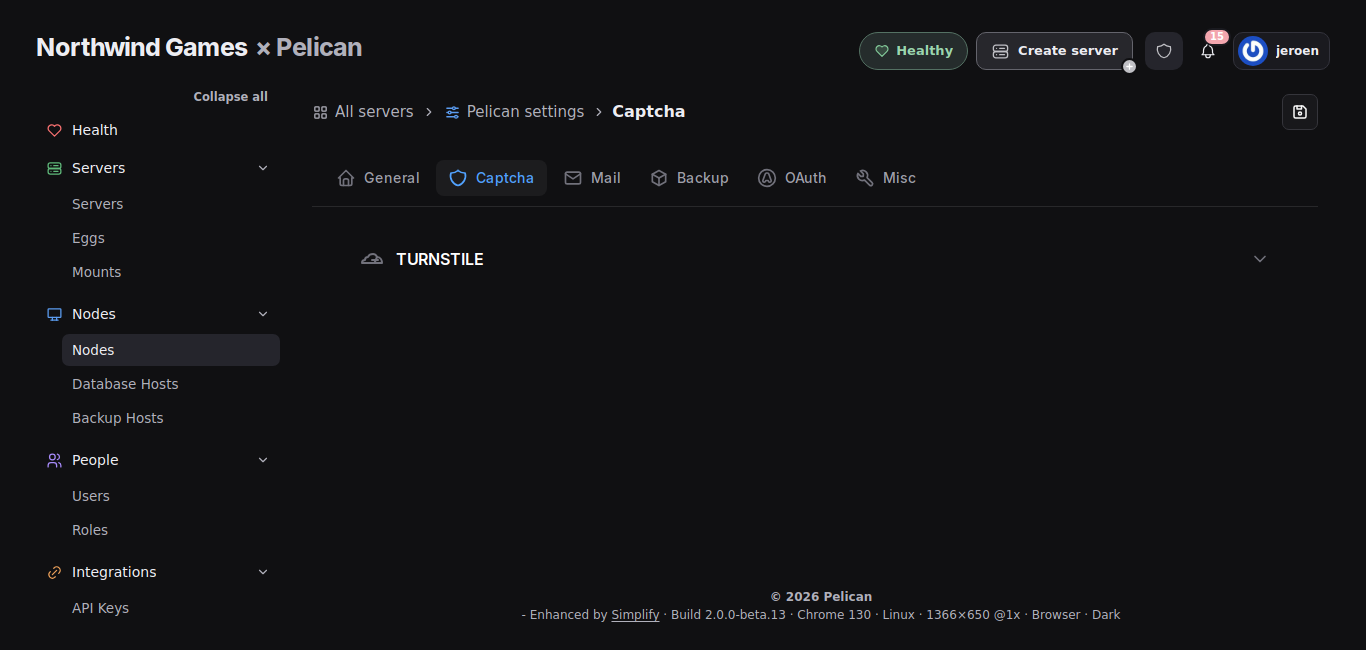 Northwind Games × Pelican
Healthy
Create server
15
jeroen
Collapse all
Health
Servers
Servers
Eggs
Mounts
Nodes
Nodes
Database Hosts
Backup Hosts
People
Users
Roles
Integrations
API Keys
All servers > Pelican settings > Captcha
General Captcha Mail Backup OAuth Misc
TURNSTILE
© 2026 Pelican
- Enhanced by Simplify · Build 2.0.0-beta.13 · Chrome 130 · Linux · 1366×650 @1x · Browser · Dark